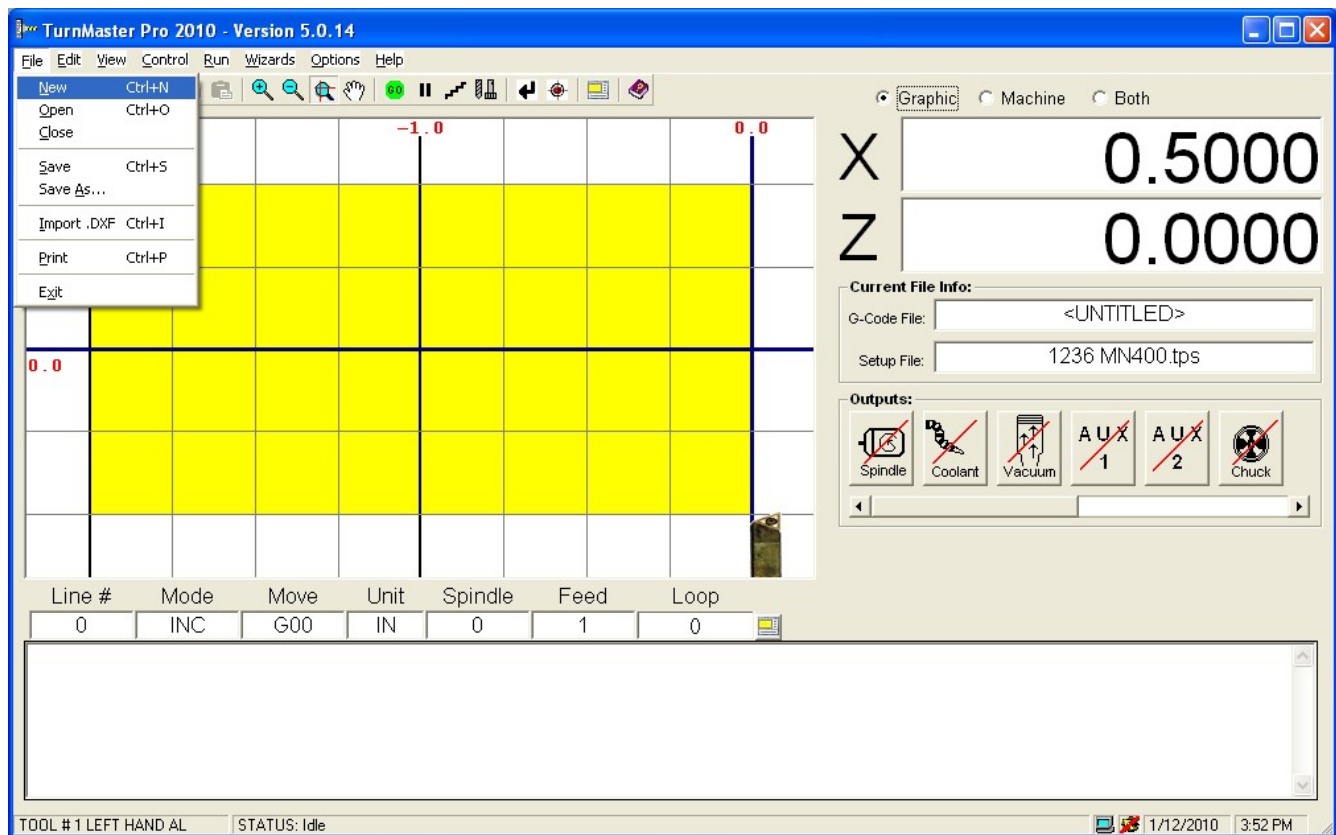 TurnMaster Pro 2010 - Version 5.0.14
File Edit View Control Run Wizards Options Help
New Ctrl+N
Open Ctrl+O
Close
Save Ctrl+S
Save As...
Import .DXF Ctrl+I
Print Ctrl+P
Exit
GO
Graphic Machine Both
-1.0 0.0
0.0
X 0.5000
Z 0.0000
Current File Info:
G-Code File: <UNTITLED>
Setup File: 1236 MN400.tps
Outputs:
Spindle
Coolant
Vacuum
AUX 1
AUX 2
Chuck
Line # Mode Move Unit Spindle Feed Loop
0 INC G00 IN 0 1 0
TOOL # 1 LEFT HAND AL STATUS: Idle 1/12/2010 3:52 PM